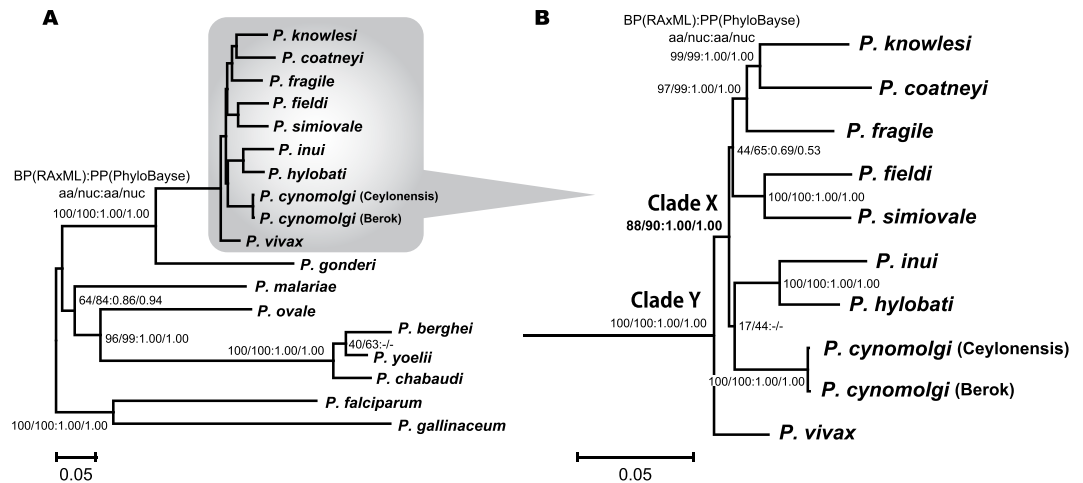 A
P. knowlesi
P. coatneyi
P. fragile
P. fieldi
P. simiovale
P. inui
P. hylobati
P. cynomolgi (Ceylonensis)
P. cynomolgi (Berok)
P. vivax
BP(RAxML):PP(PhyloBayse)
aa/nuc:aa/nuc
100/100:1.00/1.00
P. gonderi
P. malariae
64/84:0.86/0.94
P. ovale
96/99:1.00/1.00
P. berghei
100/100:1.00/1.00
40/63:-/-
P. yoelii
P. chabaudi
P. falciparum
100/100:1.00/1.00
P. gallinaceum
0.05
B
BP(RAxML):PP(PhyloBayse)
aa/nuc:aa/nuc
P. knowlesi
99/99:1.00/1.00
97/99:1.00/1.00
P. coatneyi
P. fragile
44/65:0.69/0.53
P. fieldi
100/100:1.00/1.00
Clade X
88/90:1.00/1.00
P. simiovale
P. inui
100/100:1.00/1.00
Clade Y
100/100:1.00/1.00
P. hylobati
17/44:-/-
P. cynomolgi (Ceylonensis)
100/100:1.00/1.00
P. cynomolgi (Berok)
P. vivax
0.05